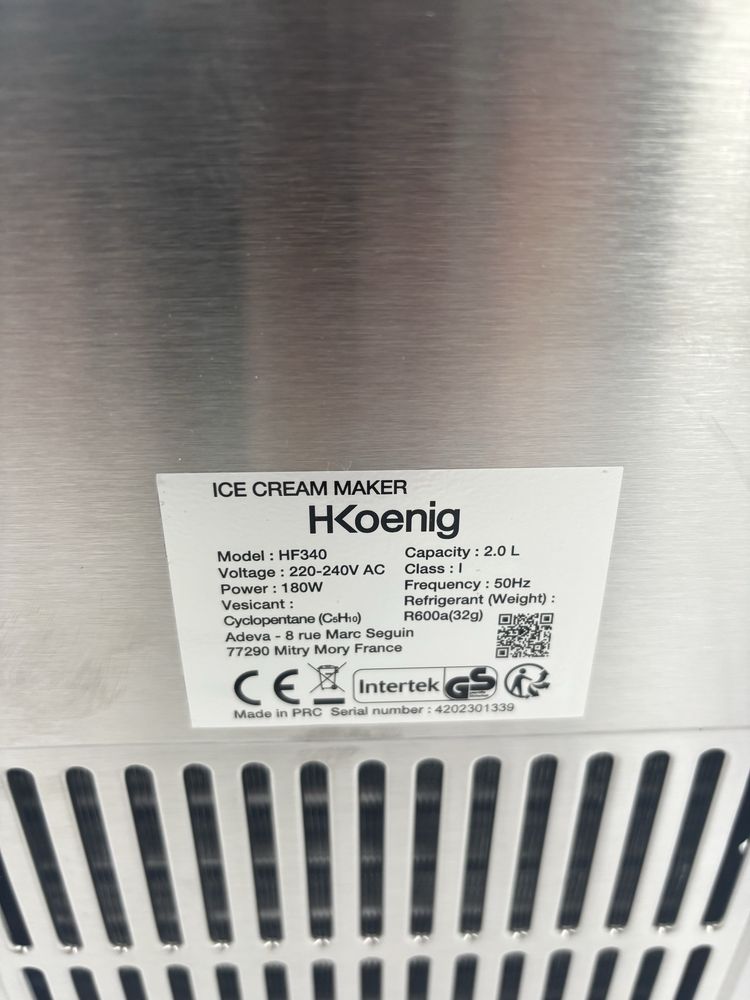 ICE CREAM MAKER
HKoenig
Model : HF340
Voltage : 220-240V AC
Power : 180W
Vesicant :
Cyclopentane (C₅H₁₀)
Capacity : 2.0 L
Class : I
Frequency : 50Hz
Refrigerant (Weight) :
R600a(32g)
Adeva - 8 rue Marc Seguin
77290 Mitry Mory France
CE Intertek GS
Made in PRC Serial number : 4202301339